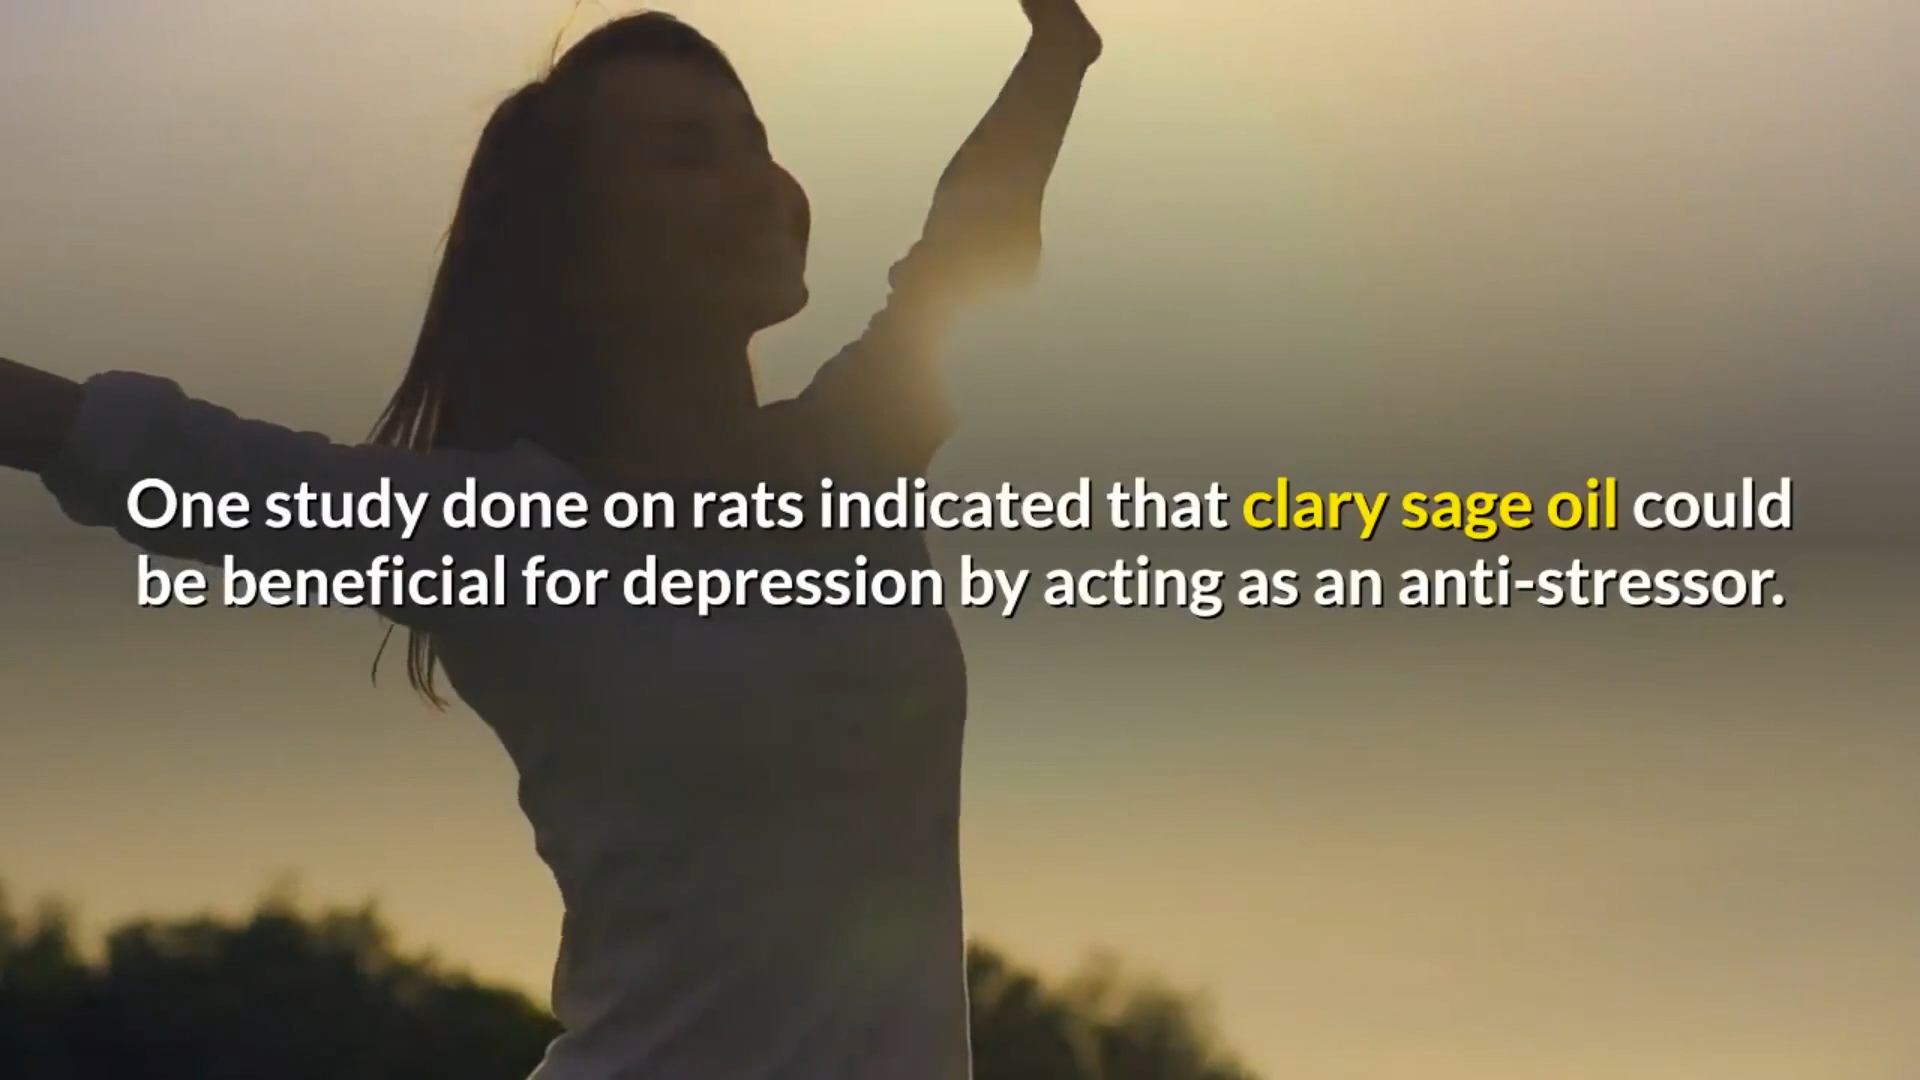 One study done on rats indicated that clary sage oil could
be beneficial for depression by acting as an anti-stressor.